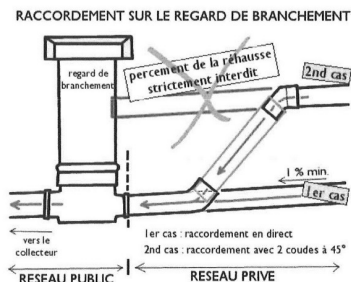 RACCORDEMENT SUR LE REGARD DE BRANCHEMENT
regard de
branchement
percement de la réhausse
strictement interdit
2nd cas
1 % min.
1er cas
1er cas : raccordement en direct
2nd cas : raccordement avec 2 coudes à 45°
vers le
collecteur
RESEAU PUBLIC
RESEAU PRIVE